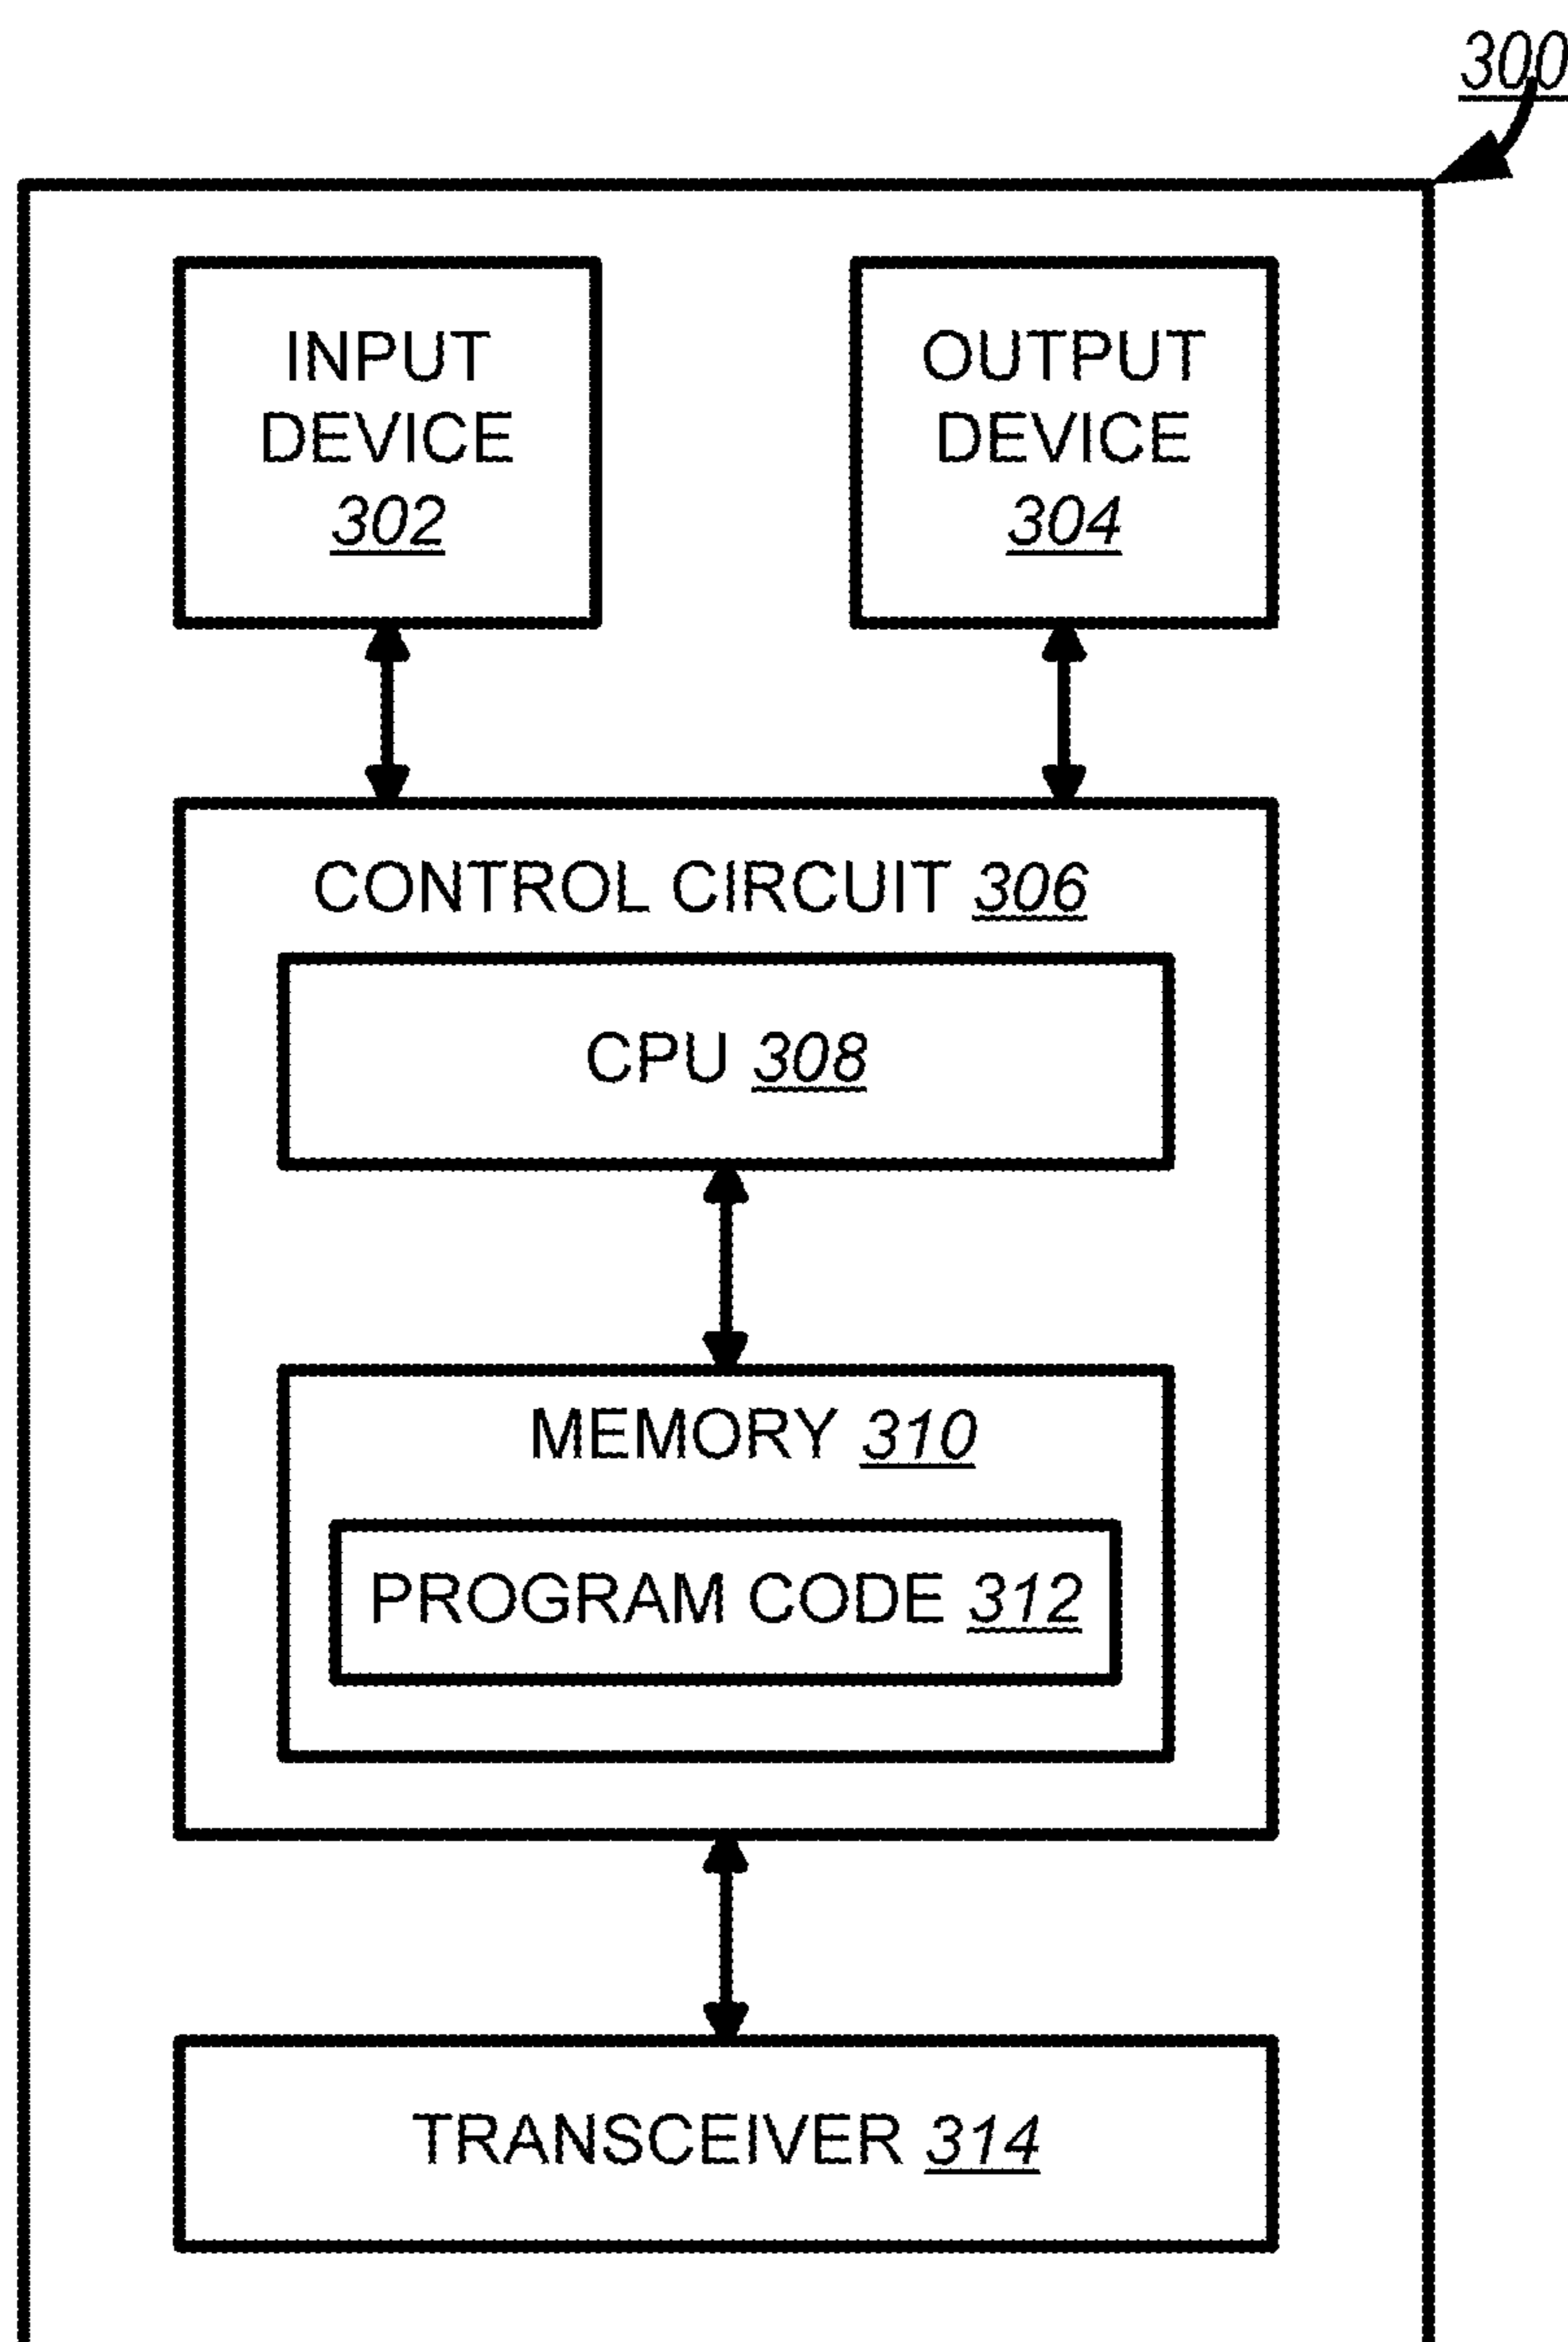 300
INPUT
DEVICE
302
OUTPUT
DEVICE
304
CONTROL CIRCUIT 306
CPU 308
MEMORY 310
PROGRAM CODE 312
TRANSCEIVER 314